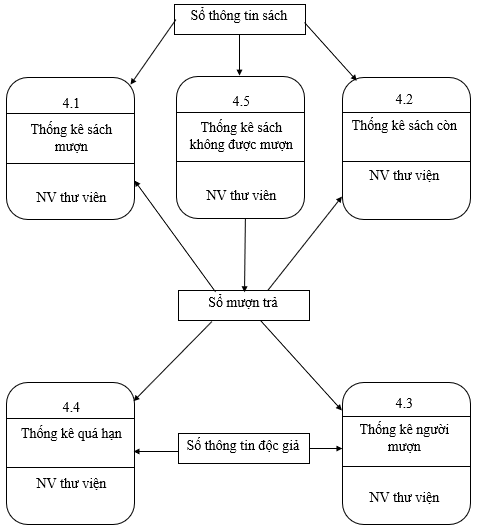 Sổ thông tin sách
4.1
Thống kê sách
mượn
NV thư viên
4.5
Thống kê sách
không được mượn
NV thư viên
4.2
Thống kê sách còn
NV thư viện
Sổ mượn trả
4.4
Thống kê quá hạn
NV thư viện
Số thông tin độc giả
4.3
Thống kê người
mượn
NV thư viện